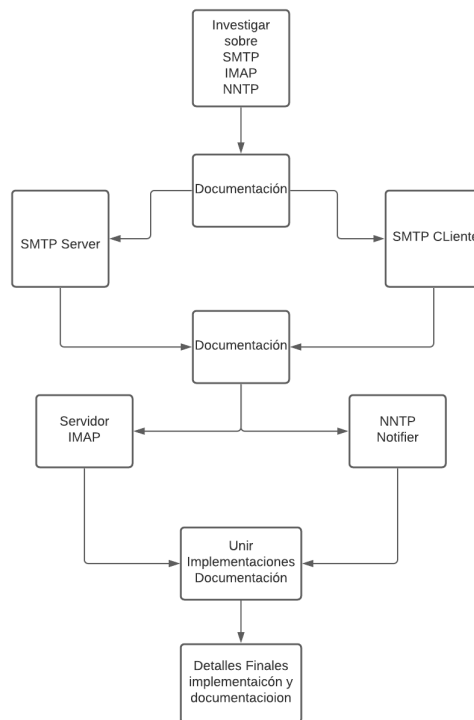 Investigar
sobre
SMTP
IMAP
NNTP
Documentación
SMTP Server
SMTP CLiente
Documentación
Servidor
IMAP
NNTP
Notifier
Unir
Implementaciones
Documentación
Detalles Finales
implementaicón y
documentacioion